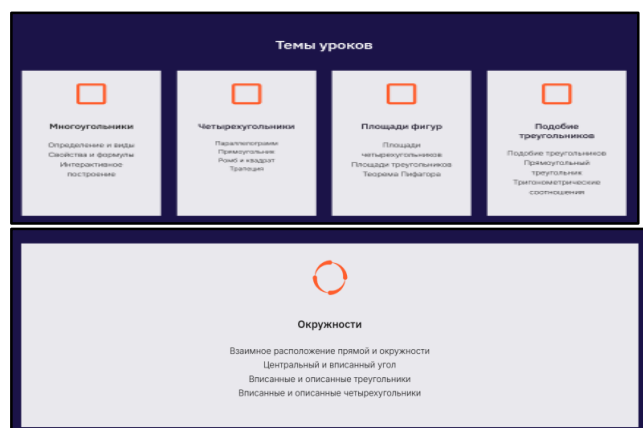 Темы уроков
Многоугольники
Определение и виды
Свойства и формулы
Интерактивное
построение
Четырехугольники
Параллелограмм
Прямоугольник
Ромб и квадрат
Трапеция
Площади фигур
Площади
четырехугольников
Площади треугольников
Теорема Пифагора
Подобие
треугольников
Подобие треугольников
Прямоугольный
треугольник
Тригонометрические
соотношения
Окружности
Взаимное расположение прямой и окружности
Центральный и вписанный угол
Вписанные и описанные треугольники
Вписанные и описанные четырехугольники